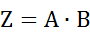 Z = A · B